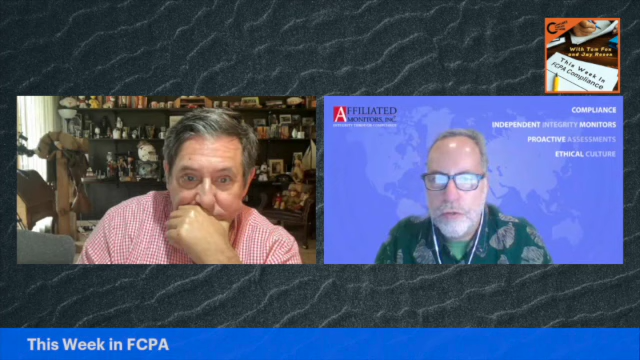 With Tom Fox
and Jay Rosen
This Week in
FCPA Compliance
AFFILIATED
MONITORS, INC.
COMPLIANCE
INDEPENDENT INTEGRITY MONITORS
PROACTIVE ASSESSMENTS
ETHICAL CULTURE
This Week in FCPA